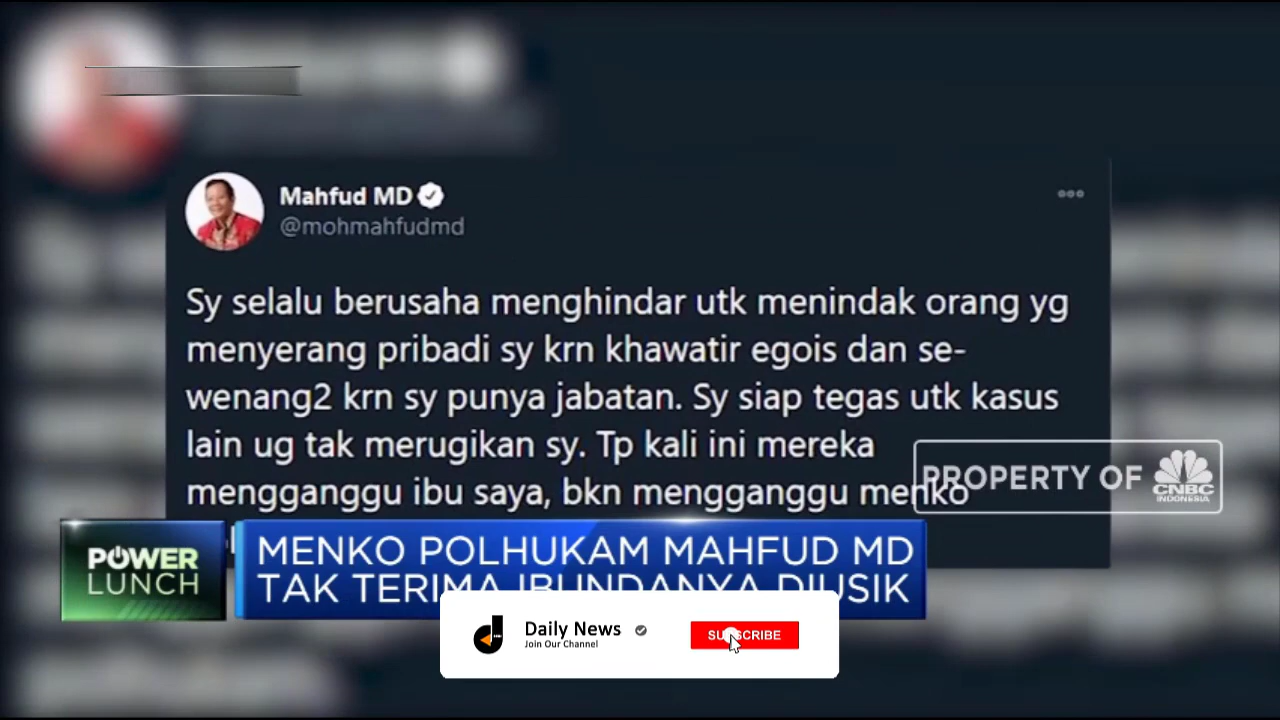 Mahfud MD
@mohmahfudmd
Sy selalu berusaha menghindar utk menindak orang yg
menyerang pribadi sy krn khawatir egois dan se-
wenang2 krn sy punya jabatan. Sy siap tegas utk kasus
lain ug tak merugikan sy. Tp kali ini mereka
mengganggu ibu saya, bkn mengganggu menko
PROPERTY OF
CNBC
INDONESIA
POWER
LUNCH
MENKO POLHUKAM MAHFUD MD
TAK TERIMA IBUNDANYA DIUSIK
Daily News
Join Our Channel
SUBSCRIBE